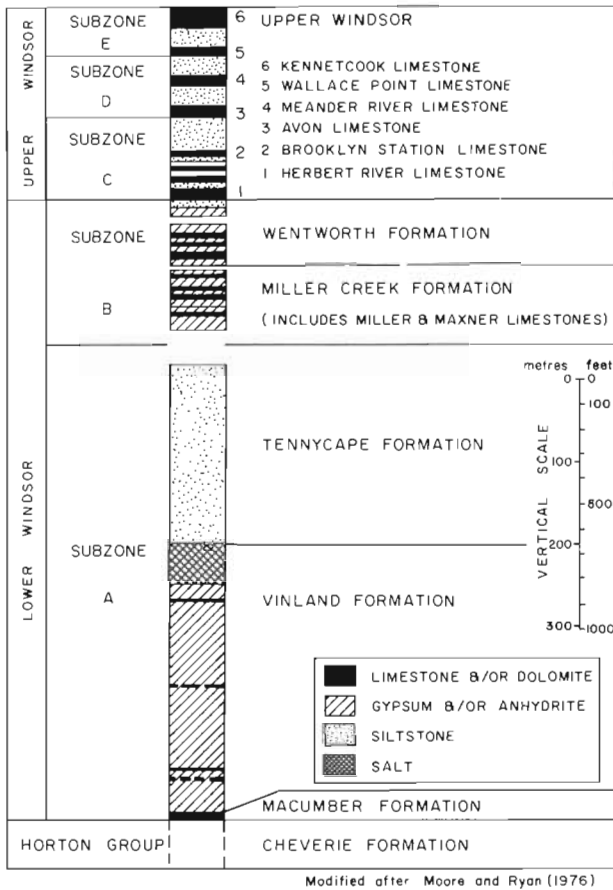 WINDSOR
UPPER
SUBZONE
E
6
UPPER WINDSOR
5
SUBZONE
D
4
3
6 KENNETCOOK LIMESTONE
5 WALLACE POINT LIMESTONE
4 MEANDER RIVER LIMESTONE
3 AVON LIMESTONE
2 BROOKLYN STATION LIMESTONE
1 HERBERT RIVER LIMESTONE
SUBZONE
C
2
1
LOWER WINDSOR
SUBZONE
B
WENTWORTH FORMATION
MILLER CREEK FORMATION
(INCLUDES MILLER & MAXNER LIMESTONES)
SUBZONE
A
TENNYCAPE FORMATION
VINLAND FORMATION
metres feet
0 0
100
100
500
200
300 1000
VERTICAL SCALE
LIMESTONE &/OR DOLOMITE
GYPSUM &/OR ANHYDRITE
SILTSTONE
SALT
MACUMBER FORMATION
HORTON GROUP
CHEVERIE FORMATION
Modified after Moore and Ryan (1976)